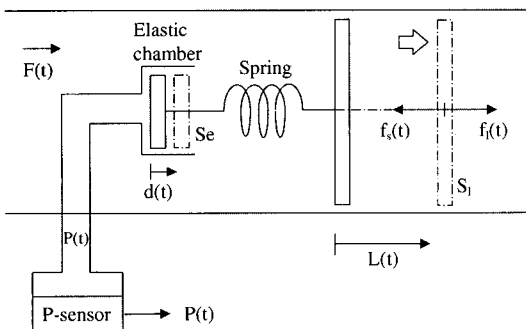 Elastic
chamber
F(t)
Spring
Se
d(t)
fs(t)
fl(t)
Sl
L(t)
P(t)
P-sensor
P(t)